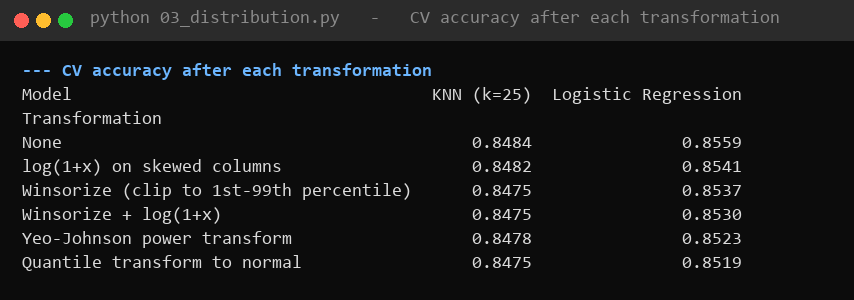 python 03_distribution.py   -   CV accuracy after each transformation
--- CV accuracy after each transformation
Model                                    KNN (k=25)  Logistic Regression
Transformation
None                                         0.8484               0.8559
log(1+x) on skewed columns                   0.8482               0.8541
Winsorize (clip to 1st-99th percentile)      0.8475               0.8537
Winsorize + log(1+x)                         0.8475               0.8530
Yeo-Johnson power transform                  0.8478               0.8523
Quantile transform to normal                 0.8475               0.8519